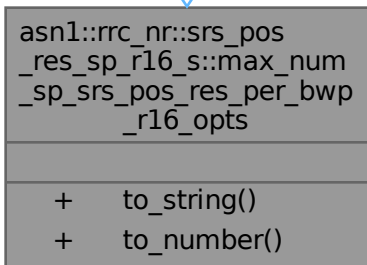 asn1::rrc_nr::srs_pos
_res_sp_r16_s::max_num
_sp_srs_pos_res_per_bwp
_r16_opts
+ to_string()
+ to_number()